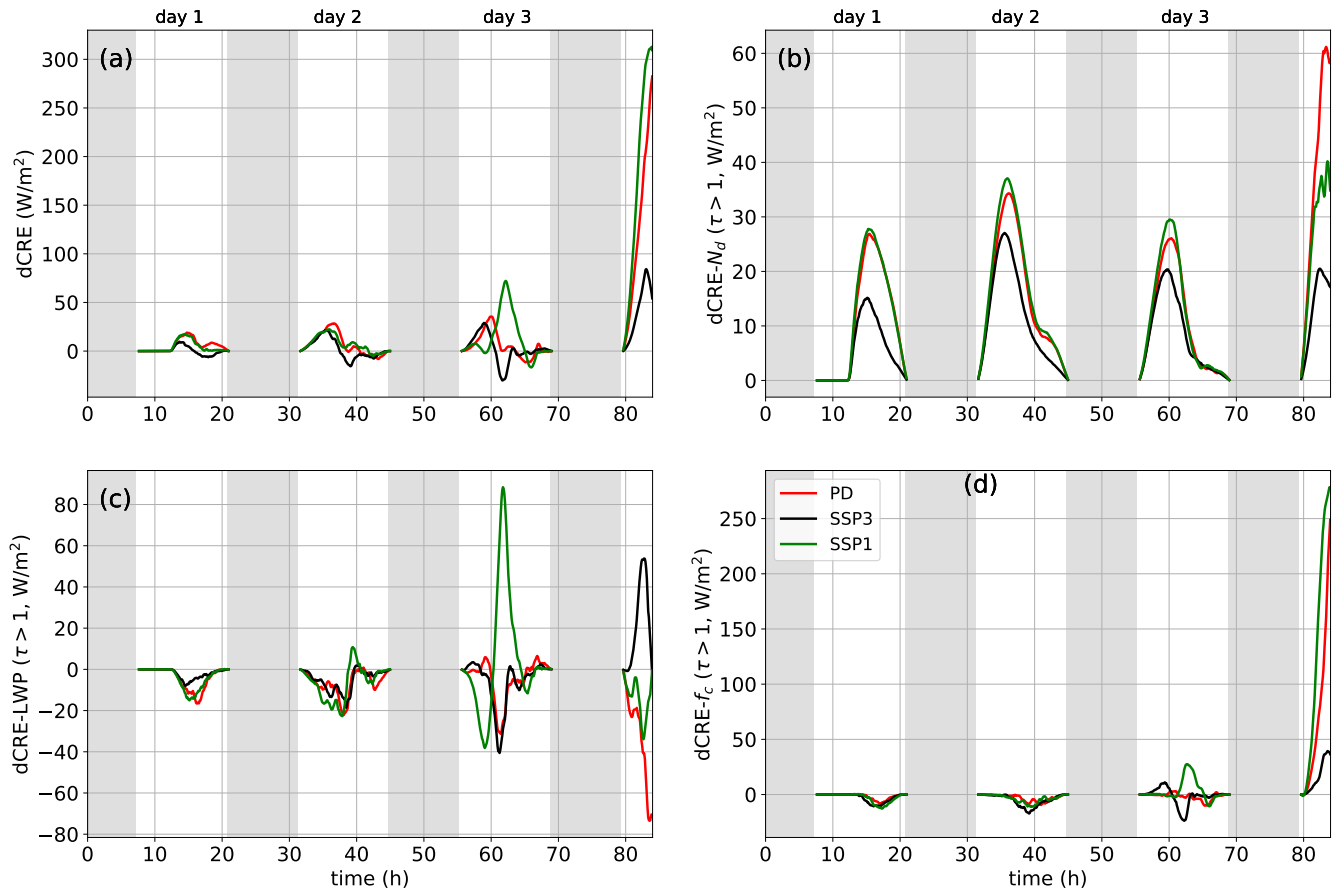 day 1 day 2 day 3
(a)
dCRE (W/m²)
300
250
200
150
100
50
0
0 10 20 30 40 50 60 70 80
day 1 day 2 day 3
(b)
dCRE-N_d (τ > 1, W/m²)
60
50
40
30
20
10
0
0 10 20 30 40 50 60 70 80
(c)
dCRE-LWP (τ > 1, W/m²)
80
60
40
20
0
−20
−40
−60
−80
0 10 20 30 40 50 60 70 80
time (h)
(d)
PD
SSP3
SSP1
dCRE-f_c (τ > 1, W/m²)
250
200
150
100
50
0
0 10 20 30 40 50 60 70 80
time (h)